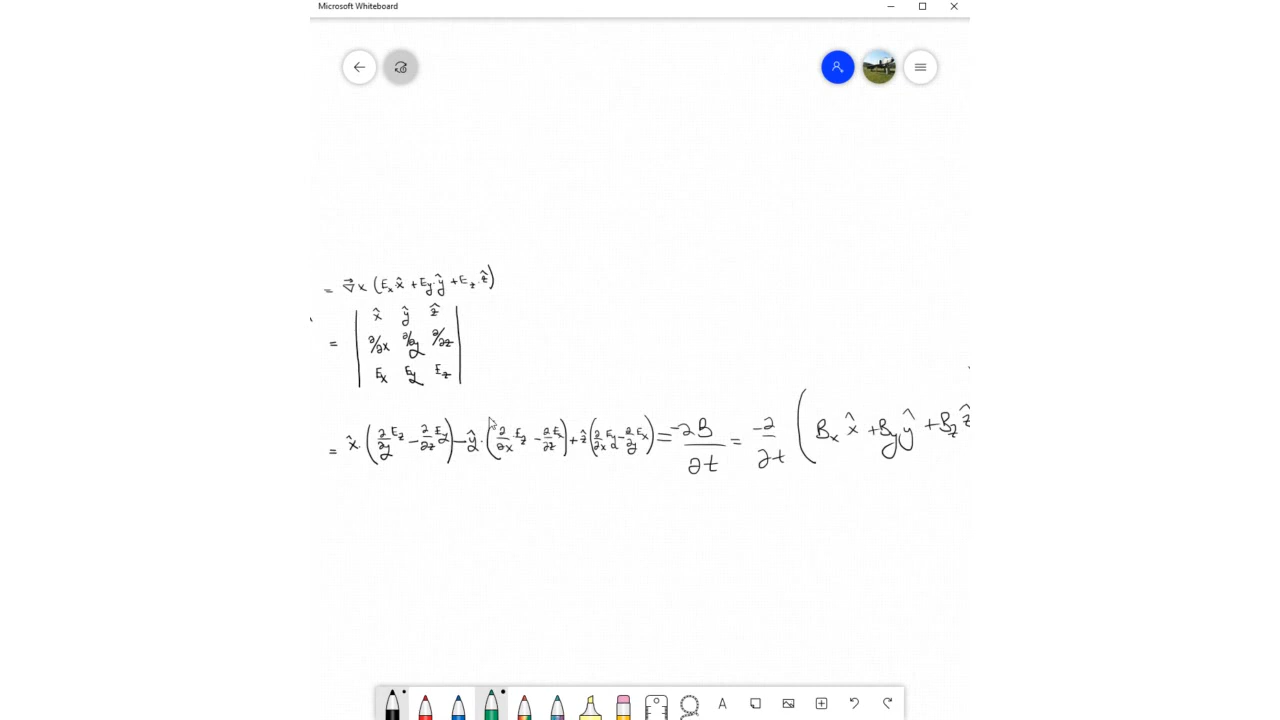 Microsoft Whiteboard
= ∇⃗ x (Ex x̂ + Ey.ŷ + Ez.ẑ)
x̂ ŷ ẑ
= ∂/∂x ∂/∂y ∂/∂z
Ex Ey Ez
= x̂.(∂/∂y Ez - ∂/∂z Ey) - ŷ.(∂/∂x.Ez - ∂/∂z Ex) + ẑ(∂/∂x Ey - ∂/∂y Ex) = -∂B/∂t = -∂/∂t (Bx x̂ + By ŷ + Bz ẑ
A